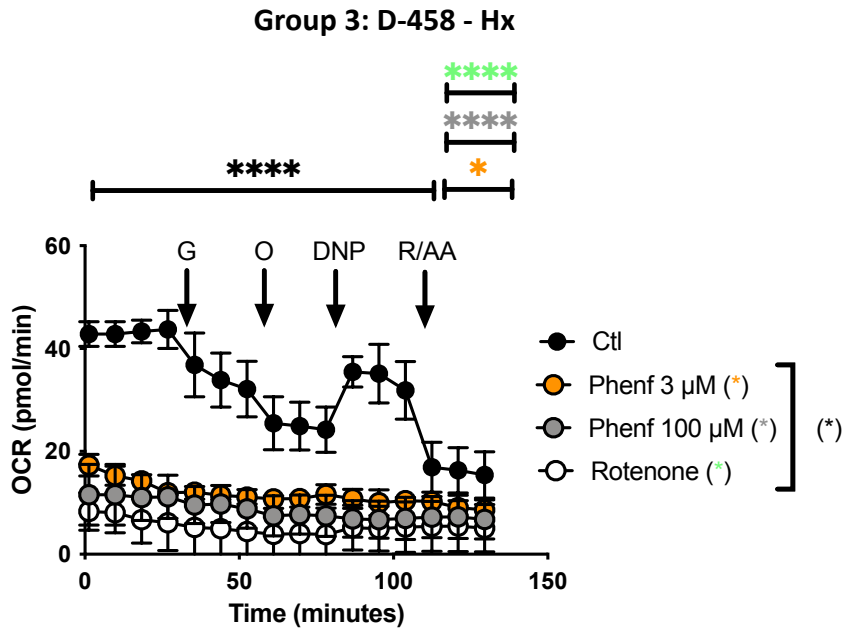 Group 3: D-458 - Hx
****
****
**** *
G O DNP R/AA
60
40
20
0
0 50 100 150
OCR (pmol/min)
Time (minutes)
Ctl
Phenf 3 µM (*)
Phenf 100 µM (*)
Rotenone (*)
(*)